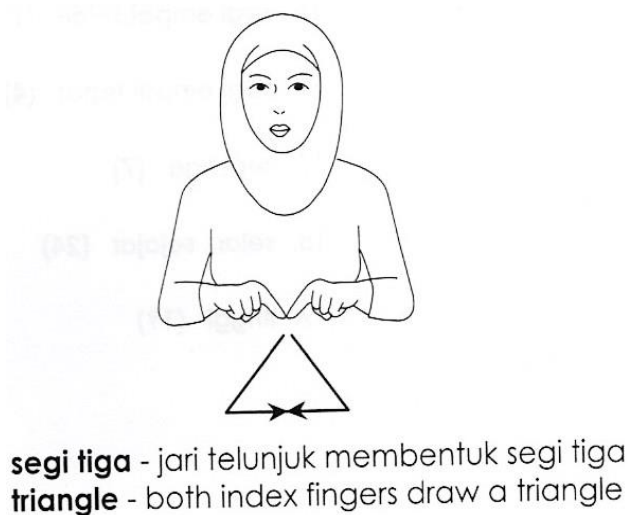 segi tiga - jari telunjuk membentuk segi tiga
triangle - both index fingers draw a triangle